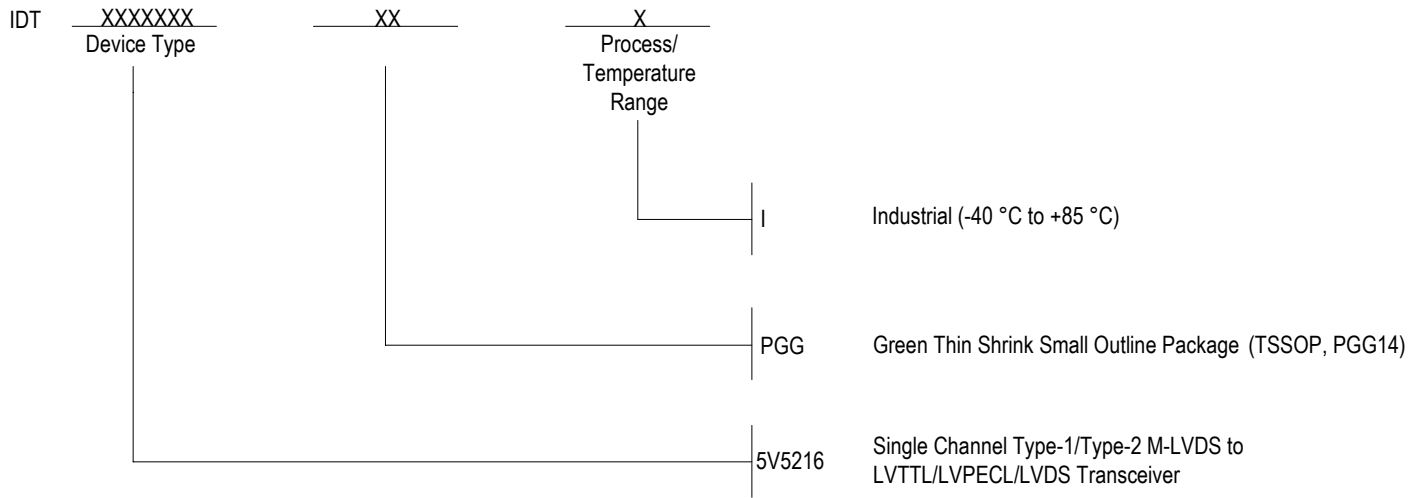 IDT XXXXXXX XX X
Device Type
Process/
Temperature
Range
I Industrial (-40 °C to +85 °C)
PGG Green Thin Shrink Small Outline Package (TSSOP, PGG14)
5V5216 Single Channel Type-1/Type-2 M-LVDS to
LVTTL/LVPECL/LVDS Transceiver